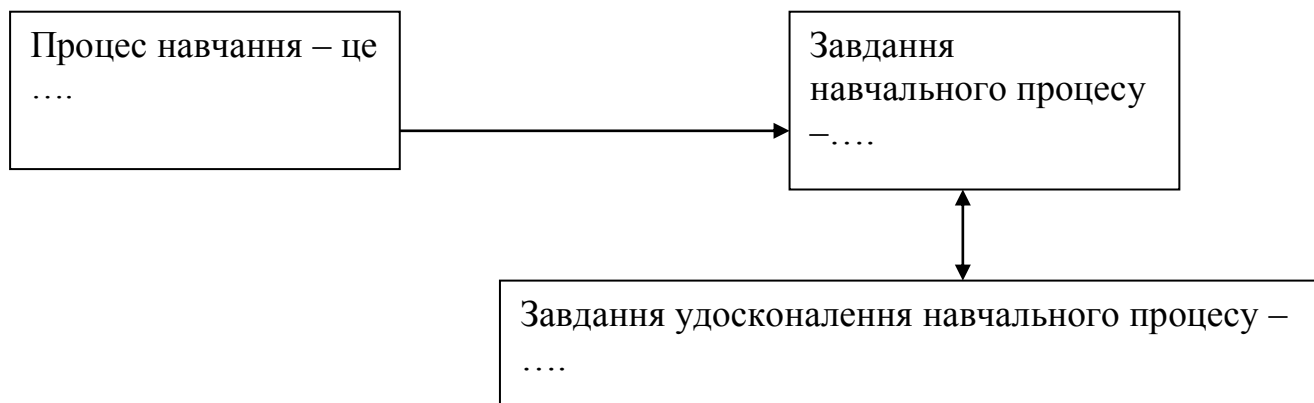 Процес навчання – це
….
Завдання
навчального процесу
–….
Завдання удосконалення навчального процесу –
….